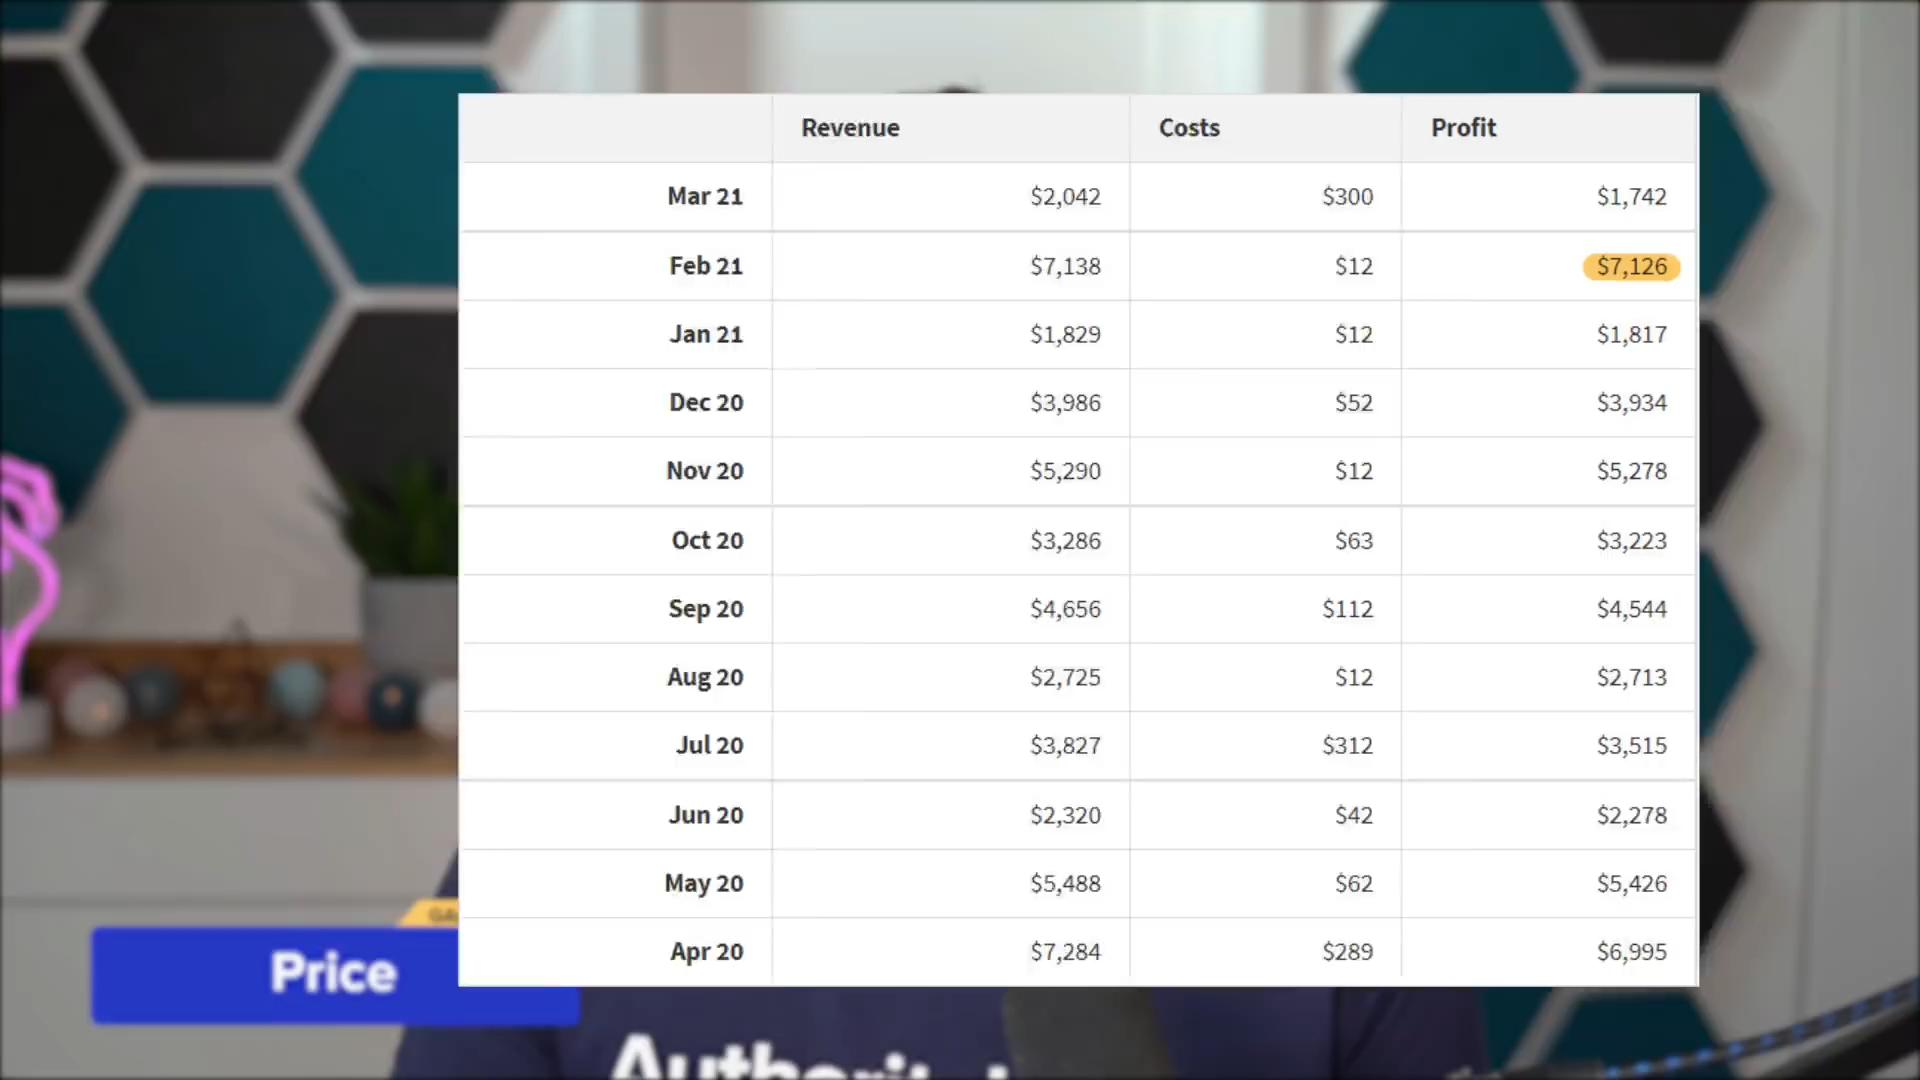 Revenue Costs Profit
Mar 21 $2,042 $300 $1,742
Feb 21 $7,138 $12 $7,126
Jan 21 $1,829 $12 $1,817
Dec 20 $3,986 $52 $3,934
Nov 20 $5,290 $12 $5,278
Oct 20 $3,286 $63 $3,223
Sep 20 $4,656 $112 $4,544
Aug 20 $2,725 $12 $2,713
Jul 20 $3,827 $312 $3,515
Jun 20 $2,320 $42 $2,278
May 20 $5,488 $62 $5,426
Apr 20 $7,284 $289 $6,995
Price